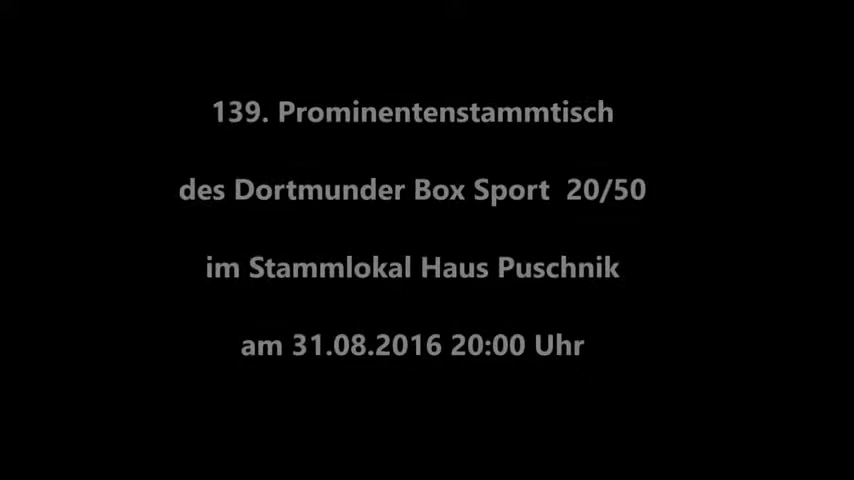 139. Prominentenstammtisch
des Dortmunder Box Sport 20/50
im Stammlokal Haus Puschnik
am 31.08.2016 20:00 Uhr